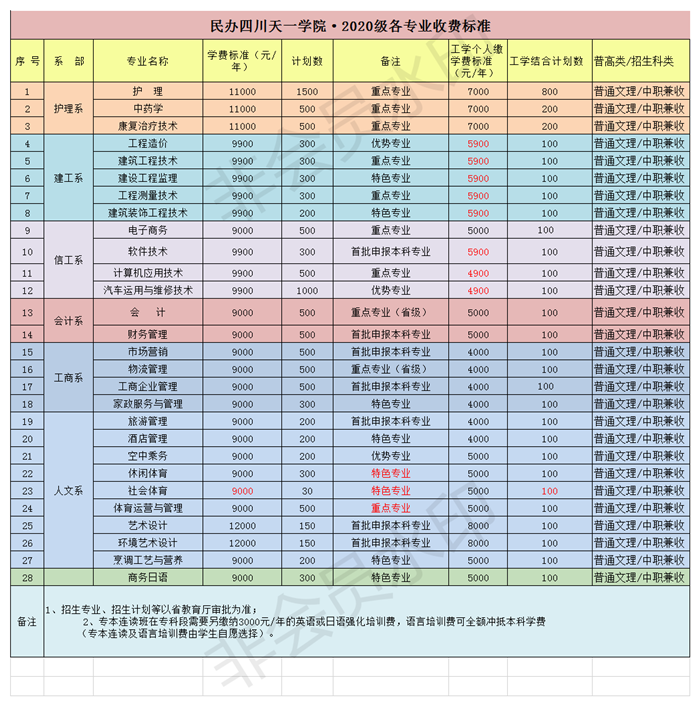 民办四川天一学院·2020级各专业收费标准
序 号 系 部 专业名称 学费标准（元/年） 计划数 备注 工学个人缴学费标准（元/年） 工学结合计划数 普高类/招生科类
1 护理系 护 理 11000 1500 重点专业 7000 800 普通文理/中职兼收
2 中药学 11000 500 重点专业 7000 200 普通文理/中职兼收
3 康复治疗技术 11000 500 重点专业 7000 200 普通文理/中职兼收
4 建工系 工程造价 9900 300 优势专业 5900 100 普通文理/中职兼收
5 建筑工程技术 9900 300 重点专业 5900 100 普通文理/中职兼收
6 建设工程监理 9900 300 特色专业 5900 100 普通文理/中职兼收
7 工程测量技术 9900 300 重点专业 5900 100 普通文理/中职兼收
8 建筑装饰工程技术 9900 200 特色专业 5900 100 普通文理/中职兼收
9 信工系 电子商务 9000 500 重点专业 5000 100 普通文理/中职兼收
10 软件技术 9900 300 首批申报本科专业 5900 100 普通文理/中职兼收
11 计算机应用技术 9900 500 重点专业 4900 100 普通文理/中职兼收
12 汽车运用与维修技术 9900 1000 优势专业 4900 100 普通文理/中职兼收
13 会计系 会 计 9000 500 重点专业（省级） 5000 100 普通文理/中职兼收
14 财务管理 9000 500 首批申报本科专业 5000 100 普通文理/中职兼收
15 工商系 市场营销 9000 500 首批申报本科专业 4000 100 普通文理/中职兼收
16 物流管理 9000 500 重点专业（省级） 4000 100 普通文理/中职兼收
17 工商企业管理 9000 500 首批申报本科专业 4000 100 普通文理/中职兼收
18 家政服务与管理 9000 300 特色专业 4000 100 普通文理/中职兼收
19 人文系 旅游管理 9000 200 首批申报本科专业 4000 100 普通文理/中职兼收
20 酒店管理 9000 200 特色专业 4000 100 普通文理/中职兼收
21 空中乘务 9000 200 优势专业 5000 100 普通文理/中职兼收
22 休闲体育 9000 300 特色专业 5000 100 普通文理/中职兼收
23 社会体育 9000 30 特色专业 5000 100 普通文理/中职兼收
24 体育运营与管理 9000 500 重点专业 5000 100 普通文理/中职兼收
25 艺术设计 12000 150 首批申报本科专业 8000 100 普通文理/中职兼收
26 环境艺术设计 12000 150 首批申报本科专业 8000 100 普通文理/中职兼收
27 烹调工艺与营养 9000 200 特色专业 5000 100 普通文理/中职兼收
28 商务日语 9000 300 特色专业 5000 100 普通文理/中职兼收
备注 1、招生专业、招生计划等以省教育厅审批为准；
2、专本连读班在专科段需要另缴纳3000元/年的英语或日语强化培训费，语言培训费可全额冲抵本科学费
（专本连读及语言培训费由学生自愿选择）。
非会员水印
非会员水印